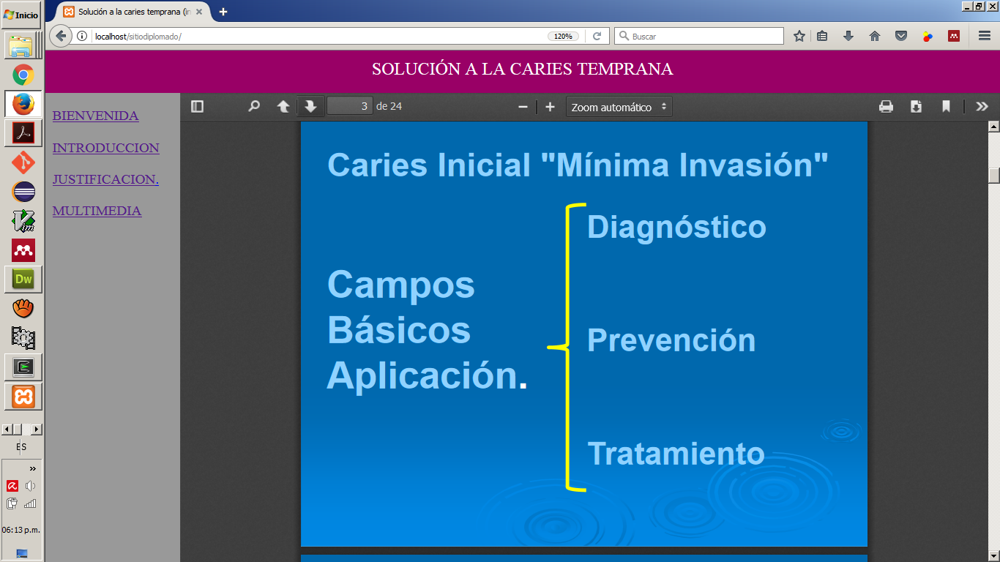 Inicio
Solución a la caries temprana (in
localhost/sitiodiplomado/
120%
Buscar
SOLUCIÓN A LA CARIES TEMPRANA
BIENVENIDA
INTRODUCCION
JUSTIFICACION.
MULTIMEDIA
3 de 24
Zoom automático
Caries Inicial "Mínima Invasión"
Diagnóstico
Campos
Básicos
Aplicación.
Prevención
Tratamiento
Dw
Vim
ES
06:13 p.m.